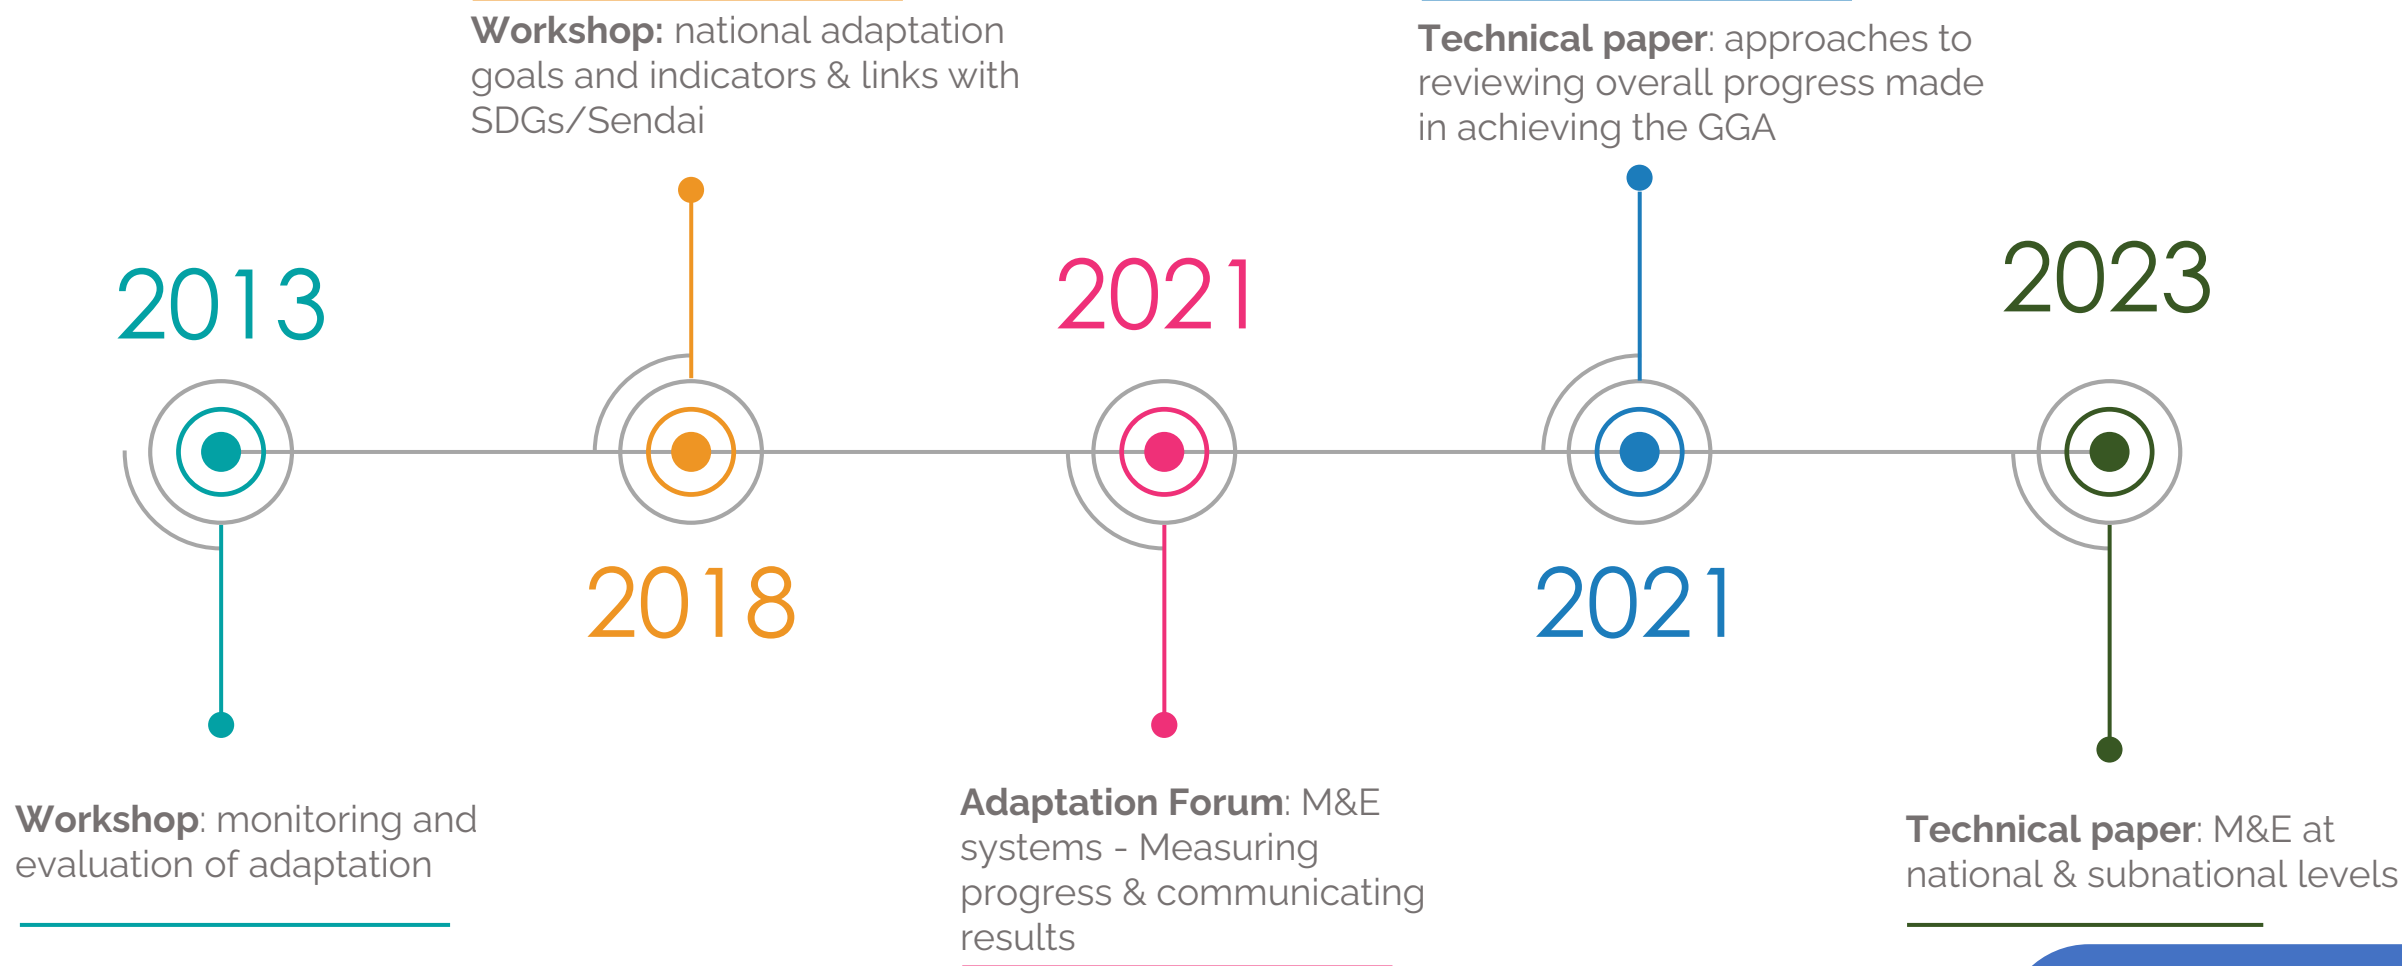 Workshop: national adaptation
goals and indicators & links with
SDGs/Sendai
Technical paper: approaches to
reviewing overall progress made
in achieving the GGA
2013
2021
2023
2018
2021
Workshop: monitoring and
evaluation of adaptation
Adaptation Forum: M&E
systems - Measuring
progress & communicating
results
Technical paper: M&E at
national & subnational levels